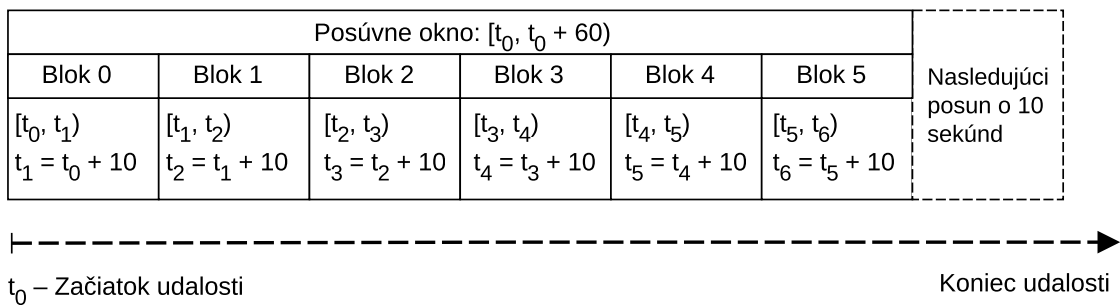 Posúvne okno: [t₀, t₀ + 60)
Blok 0 Blok 1 Blok 2 Blok 3 Blok 4 Blok 5
[t₀, t₁) [t₁, t₂) [t₂, t₃) [t₃, t₄) [t₄, t₅) [t₅, t₆)
t₁ = t₀ + 10 t₂ = t₁ + 10 t₃ = t₂ + 10 t₄ = t₃ + 10 t₅ = t₄ + 10 t₆ = t₅ + 10
Nasledujúci
posun o 10
sekúnd
t₀ – Začiatok udalosti
Koniec udalosti